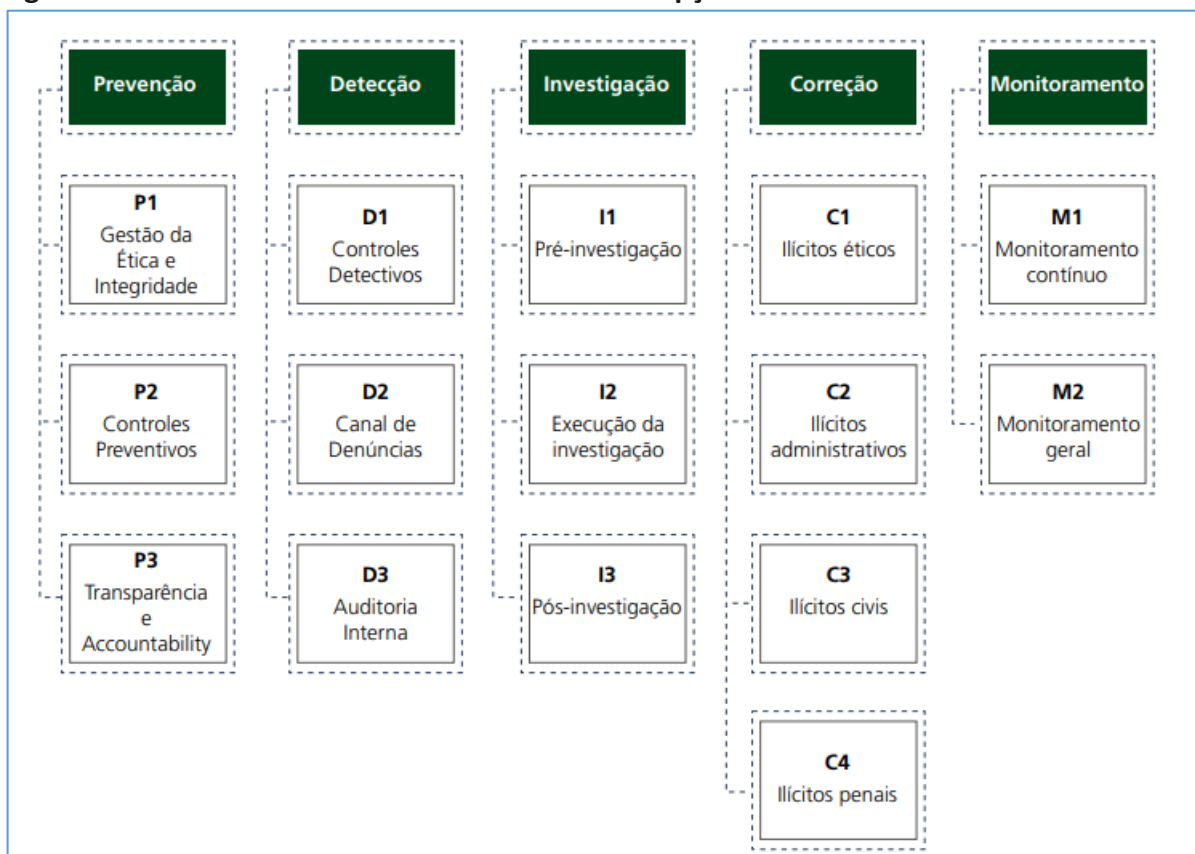 Prevenção
P1
Gestão da
Ética e
Integridade
P2
Controles
Preventivos
P3
Transparência
e
Accountability
Detecção
D1
Controles
Detectivos
D2
Canal de
Denúncias
D3
Auditoria
Interna
Investigação
I1
Pré-investigação
I2
Execução da
investigação
I3
Pós-investigação
Correção
C1
Ilícitos éticos
C2
Ilícitos
administrativos
C3
Ilícitos civis
C4
Ilícitos penais
Monitoramento
M1
Monitoramento
contínuo
M2
Monitoramento
geral